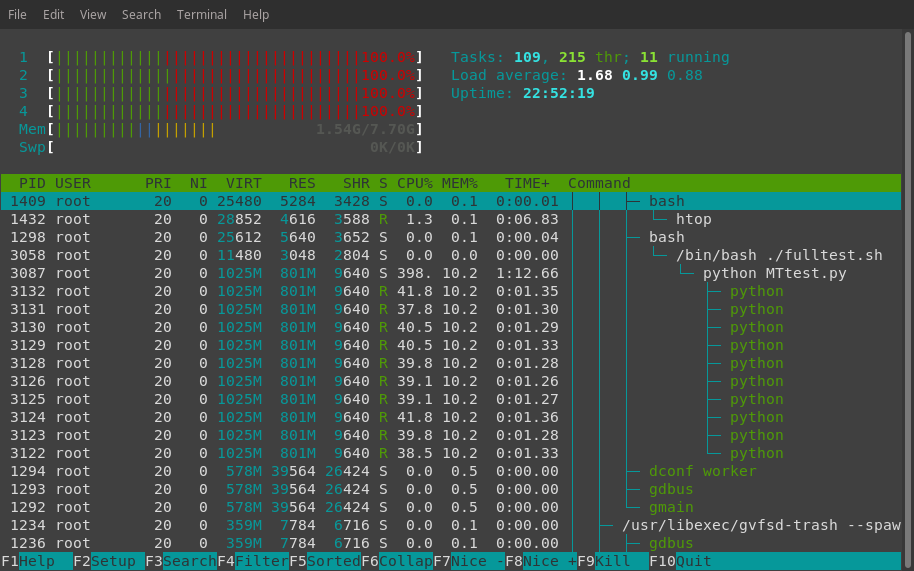 File Edit View Search Terminal Help
1 [||||||||||||||||||||||||||||||||||100.0%] Tasks: 109, 215 thr; 11 running
2 [||||||||||||||||||||||||||||||||||100.0%] Load average: 1.68 0.99 0.88
3 [||||||||||||||||||||||||||||||||||100.0%] Uptime: 22:52:19
4 [||||||||||||||||||||||||||||||||||100.0%]
Mem[|||||||||||||||||| 1.54G/7.70G]
Swp[ 0K/0K]
PID USER PRI NI VIRT RES SHR S CPU% MEM% TIME+ Command
1409 root 20 0 25480 5284 3428 S 0.0 0.1 0:00.01 │ │ ├─ bash
1432 root 20 0 28852 4616 3588 R 1.3 0.1 0:06.83 │ │ │ └─ htop
1298 root 20 0 25612 5640 3652 S 0.0 0.1 0:00.04 │ │ ├─ bash
3058 root 20 0 11480 3048 2804 S 0.0 0.0 0:00.00 │ │ │ └─ /bin/bash ./fulltest.sh
3087 root 20 0 1025M 801M 9640 S 398. 10.2 1:12.66 │ │ │ └─ python MTtest.py
3132 root 20 0 1025M 801M 9640 R 41.8 10.2 0:01.35 │ │ │ ├─ python
3131 root 20 0 1025M 801M 9640 R 37.8 10.2 0:01.30 │ │ │ ├─ python
3130 root 20 0 1025M 801M 9640 R 40.5 10.2 0:01.29 │ │ │ ├─ python
3129 root 20 0 1025M 801M 9640 R 40.5 10.2 0:01.33 │ │ │ ├─ python
3128 root 20 0 1025M 801M 9640 R 39.8 10.2 0:01.28 │ │ │ ├─ python
3126 root 20 0 1025M 801M 9640 R 39.1 10.2 0:01.26 │ │ │ ├─ python
3125 root 20 0 1025M 801M 9640 R 39.1 10.2 0:01.27 │ │ │ ├─ python
3124 root 20 0 1025M 801M 9640 R 41.8 10.2 0:01.36 │ │ │ ├─ python
3123 root 20 0 1025M 801M 9640 R 39.8 10.2 0:01.28 │ │ │ ├─ python
3122 root 20 0 1025M 801M 9640 R 38.5 10.2 0:01.33 │ │ │ └─ python
1294 root 20 0 578M 39564 26424 S 0.0 0.5 0:00.00 │ │ ├─ dconf worker
1293 root 20 0 578M 39564 26424 S 0.0 0.5 0:00.00 │ │ ├─ gdbus
1292 root 20 0 578M 39564 26424 S 0.0 0.5 0:00.00 │ │ └─ gmain
1234 root 20 0 359M 7784 6716 S 0.0 0.1 0:00.00 │ ├─ /usr/libexec/gvfsd-trash --spaw
1236 root 20 0 359M 7784 6716 S 0.0 0.1 0:00.00 │ │ ├─ gdbus
F1Help F2Setup F3SearchF4FilterF5SortedF6CollapF7Nice -F8Nice +F9Kill F10Quit